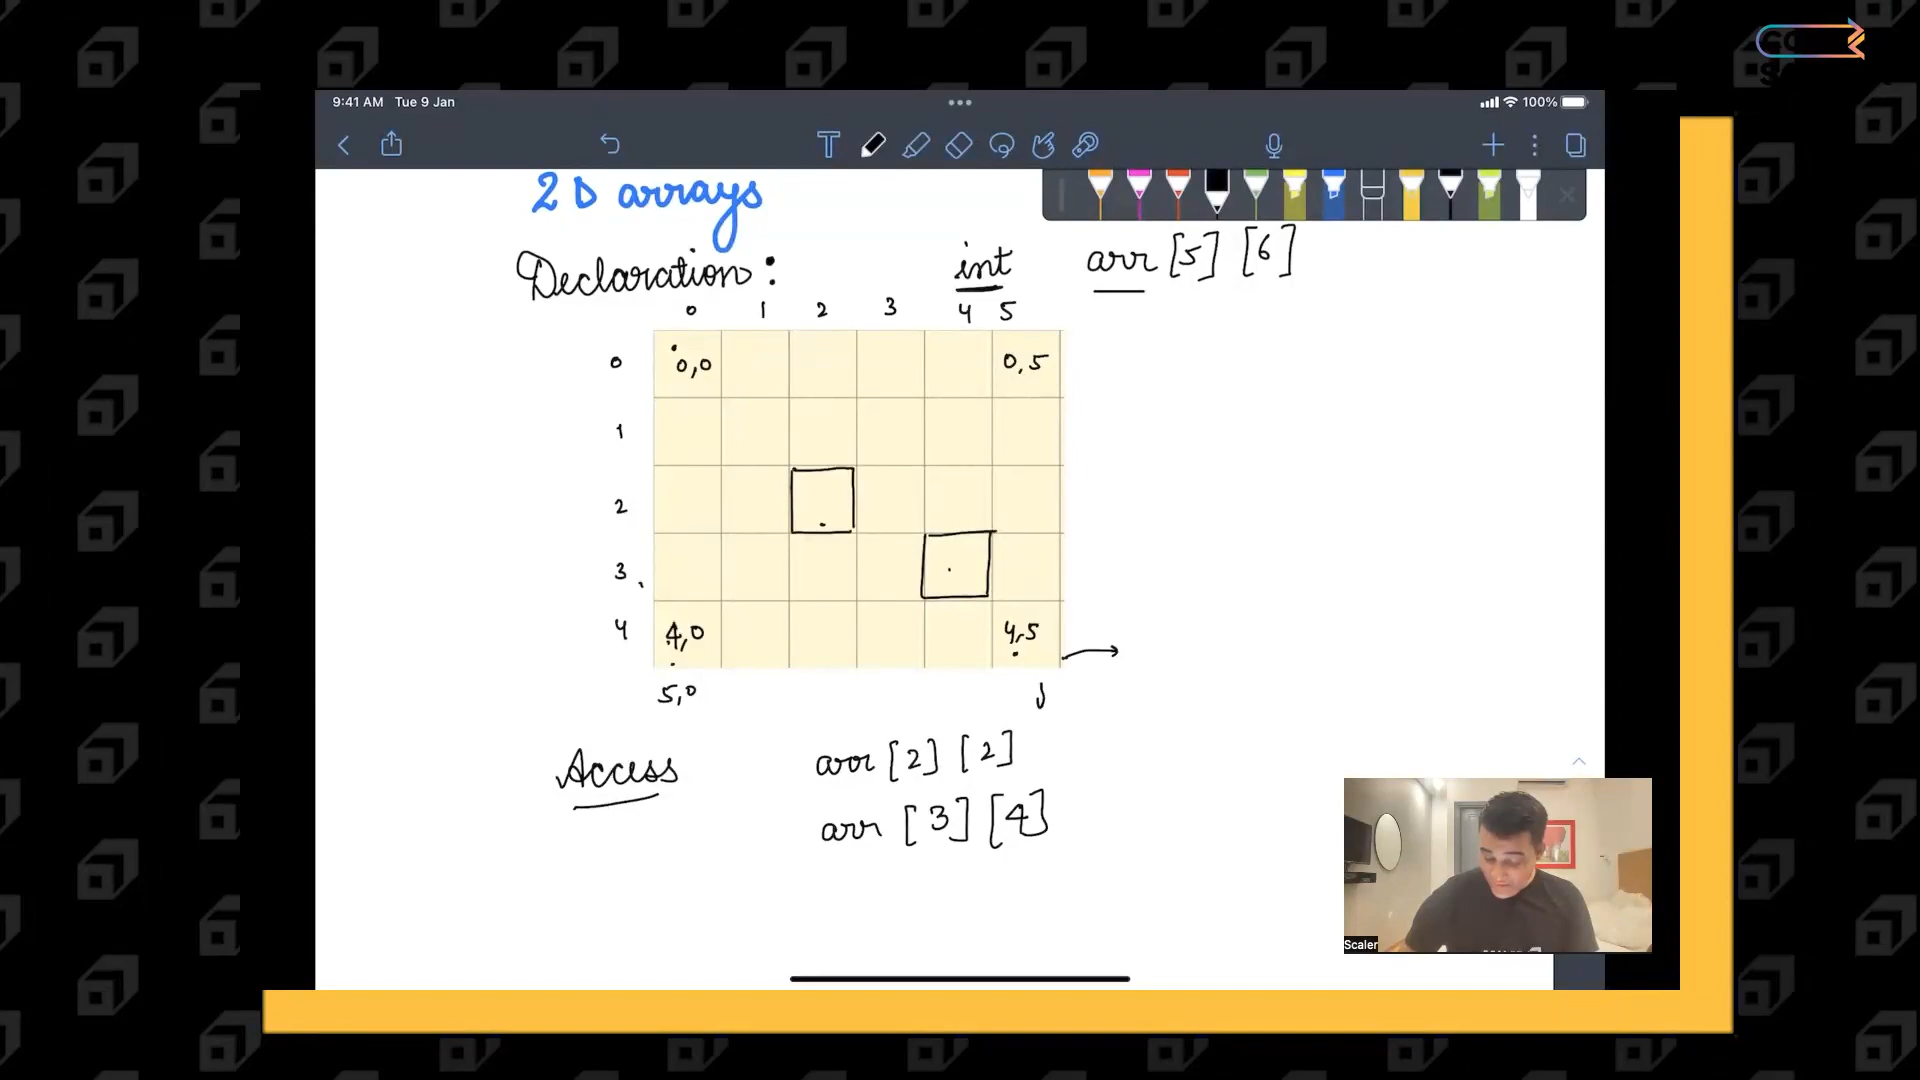 9:41 AM Tue 9 Jan
100%
2D arrays
Declaration: int arr [5] [6]
0 1 2 3 4 5
0 0,0 0,5
1
2
3
4 4,0 4,5
5,0
Access arr [2] [2]
arr [3] [4]
Scaler